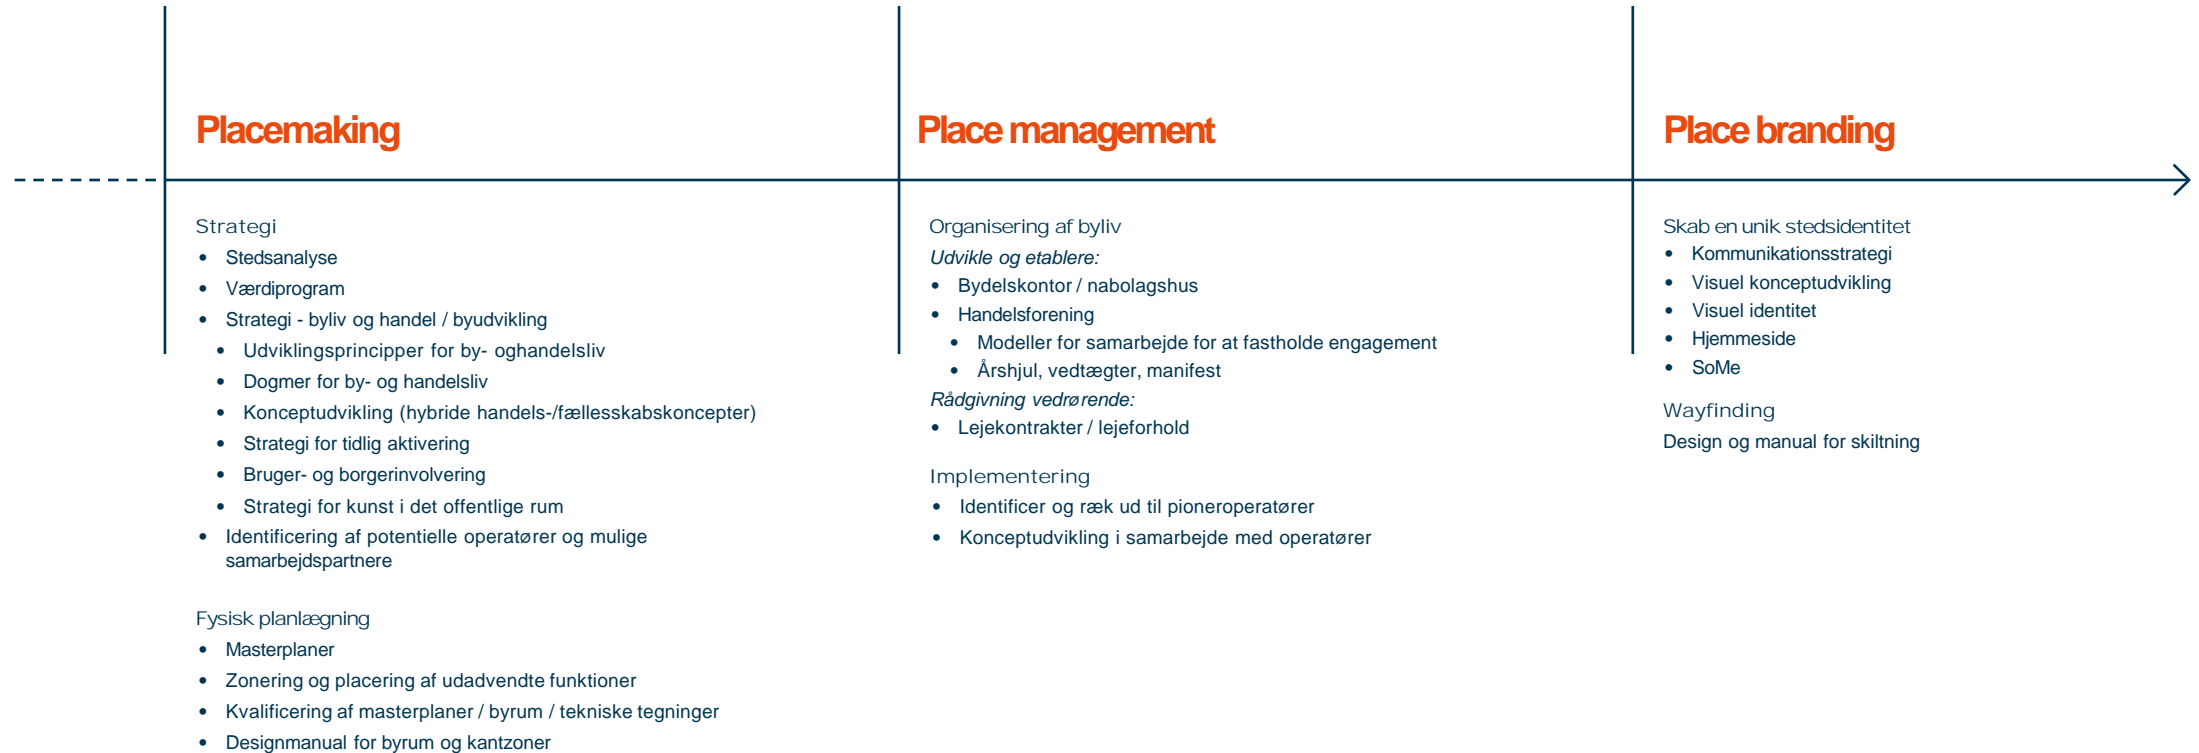 Placemaking
Strategi
• Stedsanalyse
• Værdiprogram
• Strategi - byliv og handel / byudvikling
• Udviklingsprincipper for by- oghandelsliv
• Dogmer for by- og handelsliv
• Konceptudvikling (hybride handels-/fællesskabskoncepter)
• Strategi for tidlig aktivering
• Bruger- og borgerinvolvering
• Strategi for kunst i det offentlige rum
• Identificering af potentielle operatører og mulige
samarbejdspartnere
Fysisk planlægning
• Masterplaner
• Zonering og placering af udadvendte funktioner
• Kvalificering af masterplaner / byrum / tekniske tegninger
• Designmanual for byrum og kantzoner
Place management
Organisering af byliv
Udvikle og etablere:
• Bydelskontor / nabolagshus
• Handelsforening
• Modeller for samarbejde for at fastholde engagement
• Årshjul, vedtægter, manifest
Rådgivning vedrørende:
• Lejekontrakter / lejeforhold
Implementering
• Identificer og ræk ud til pioneroperatører
• Konceptudvikling i samarbejde med operatører
Place branding
Skab en unik stedsidentitet
• Kommunikationsstrategi
• Visuel konceptudvikling
• Visuel identitet
• Hjemmeside
• SoMe
Wayfinding
Design og manual for skiltning